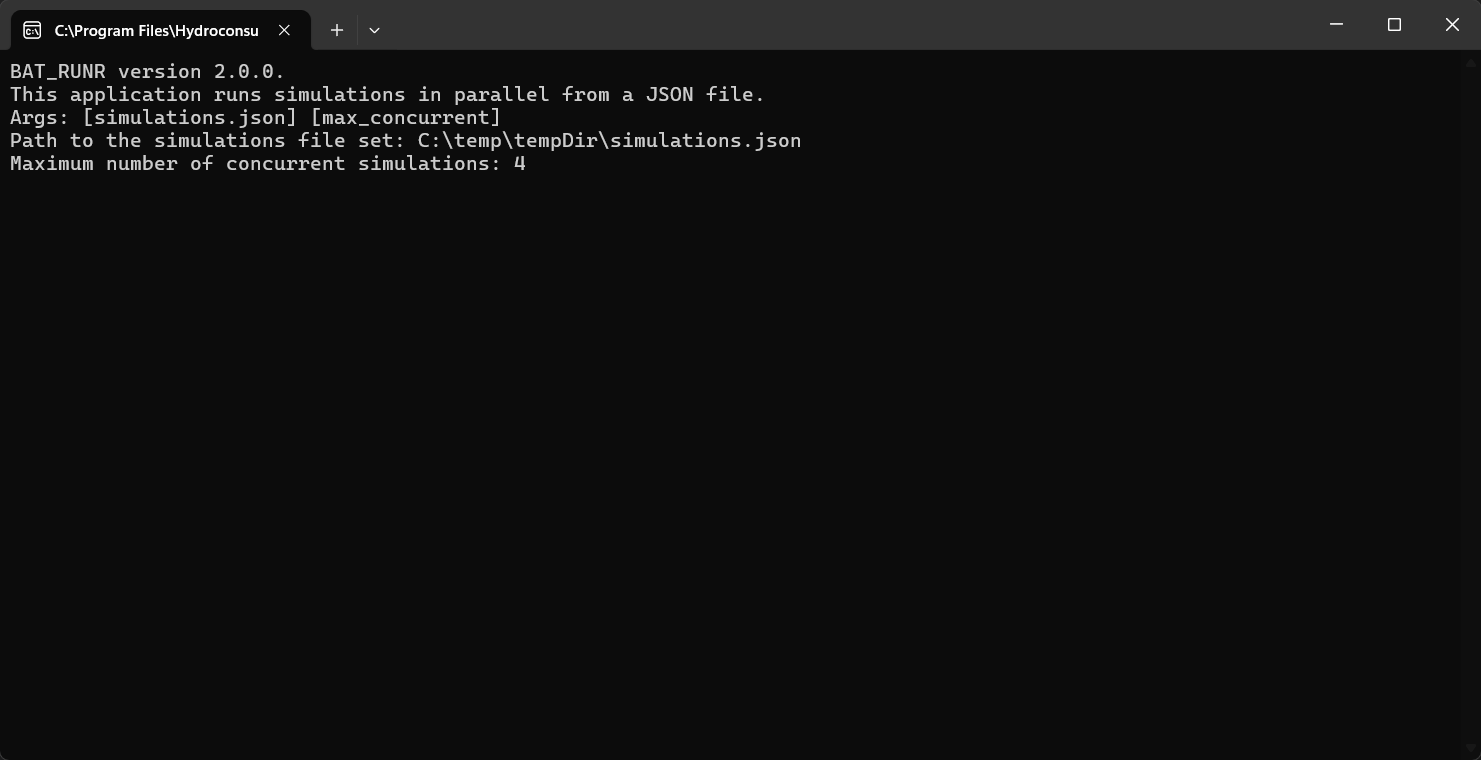 C:\Program Files\Hydroconsu
BAT_RUNR version 2.0.0.
This application runs simulations in parallel from a JSON file.
Args: [simulations.json] [max_concurrent]
Path to the simulations file set: C:\temp\tempDir\simulations.json
Maximum number of concurrent simulations: 4